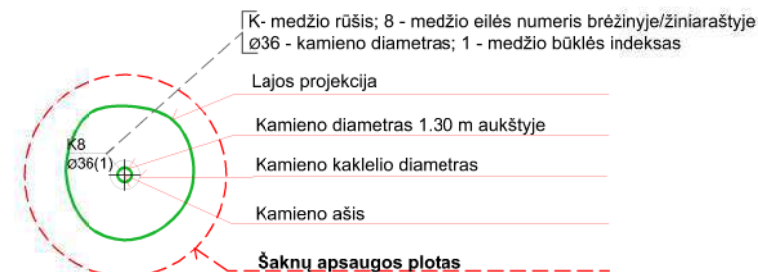 K- medžio rūšis; 8 - medžio eilės numeris brėžinyje/žiniaraštyje
Ø36 - kamieno diametras; 1 - medžio būklės indeksas
Lajos projekcija
Kamieno diametras 1.30 m aukštyje
K8
Ø36(1)
Kamieno kaklelio diametras
Kamieno ašis
Šaknų apsaugos plotas